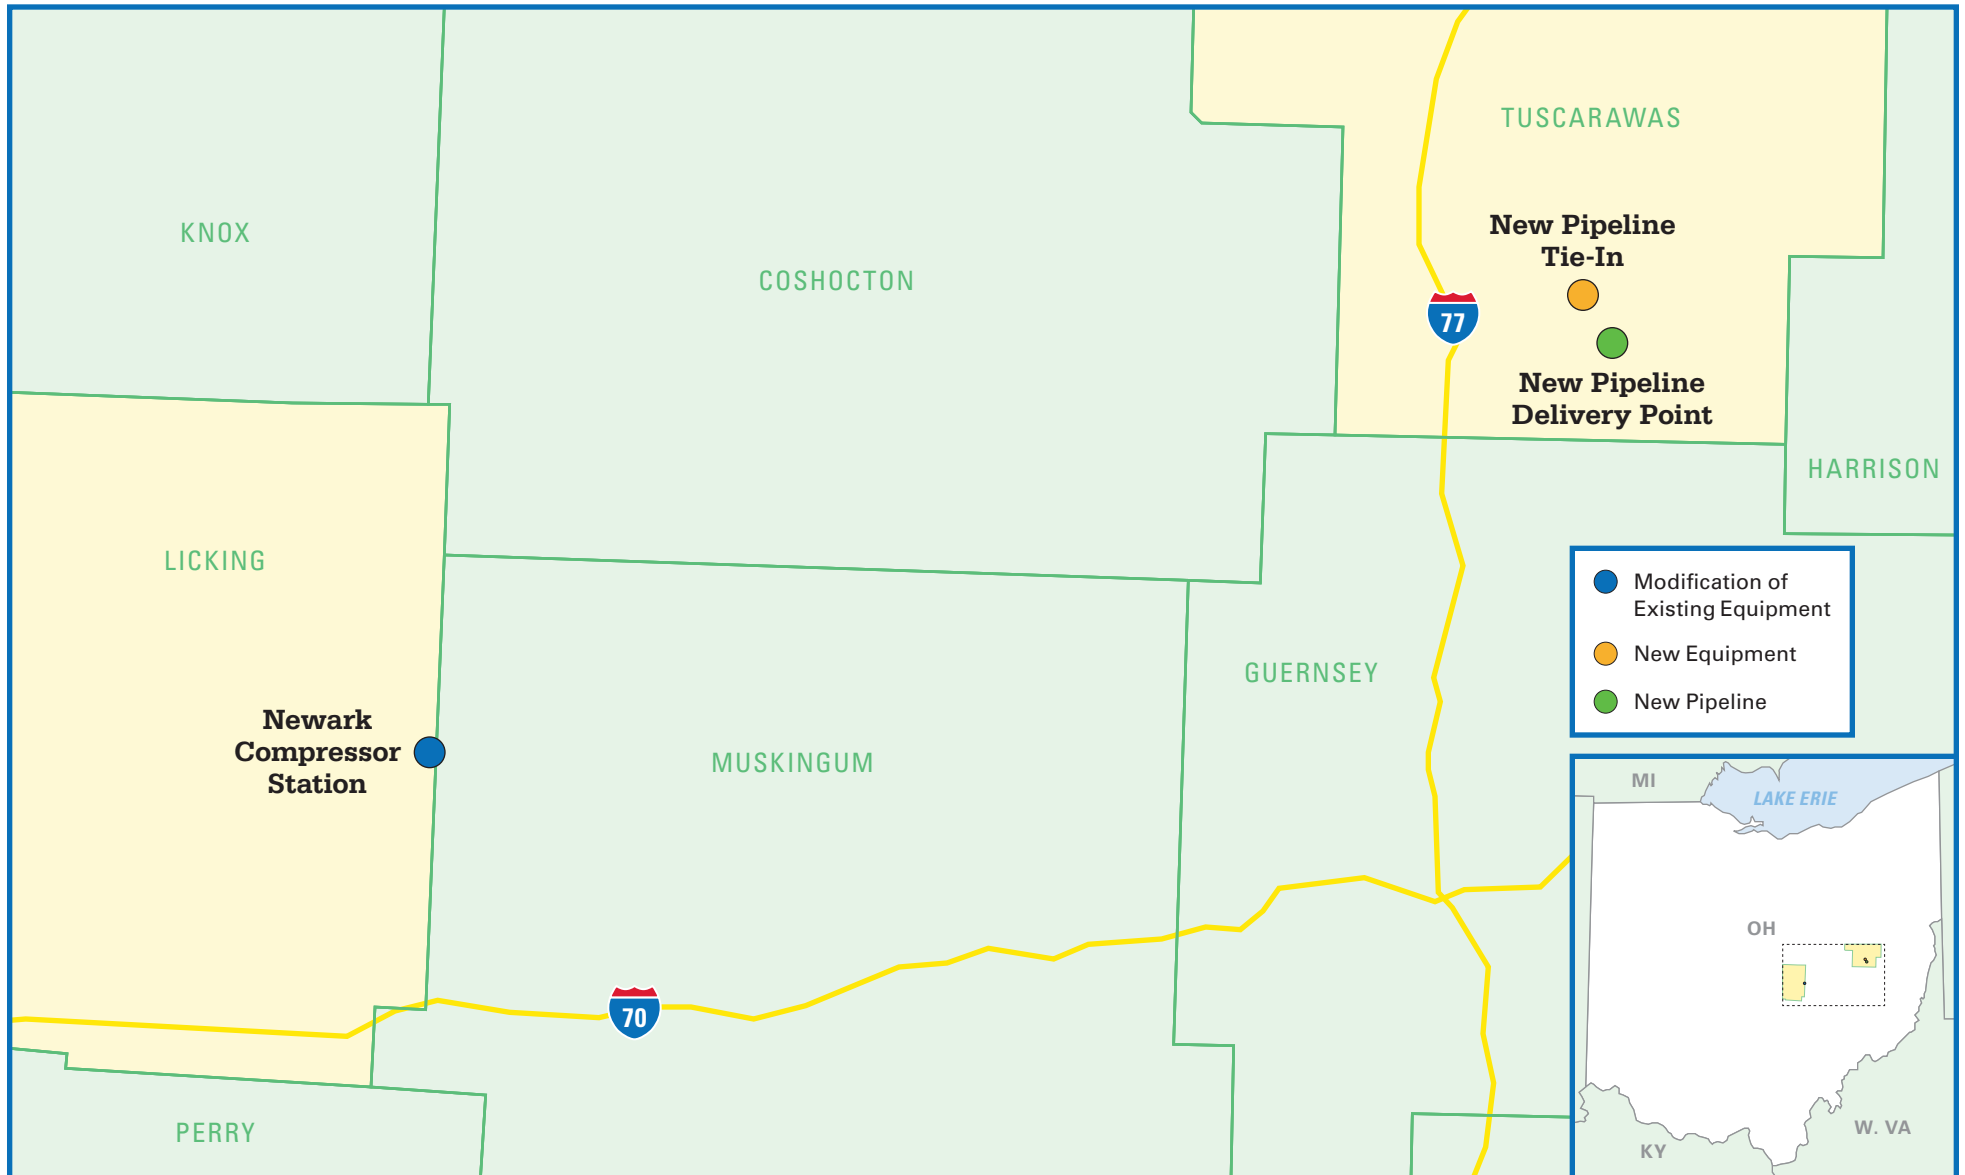 TUSCARAWAS
KNOX
New Pipeline
Tie-In
COSHOCTON
77
New Pipeline
Delivery Point
HARRISON
LICKING
Modification of
Existing Equipment
New Equipment
New Pipeline
GUERNSEY
Newark
Compressor
Station
MUSKINGUM
MI
LAKE ERIE
OH
70
PERRY
W. VA
KY